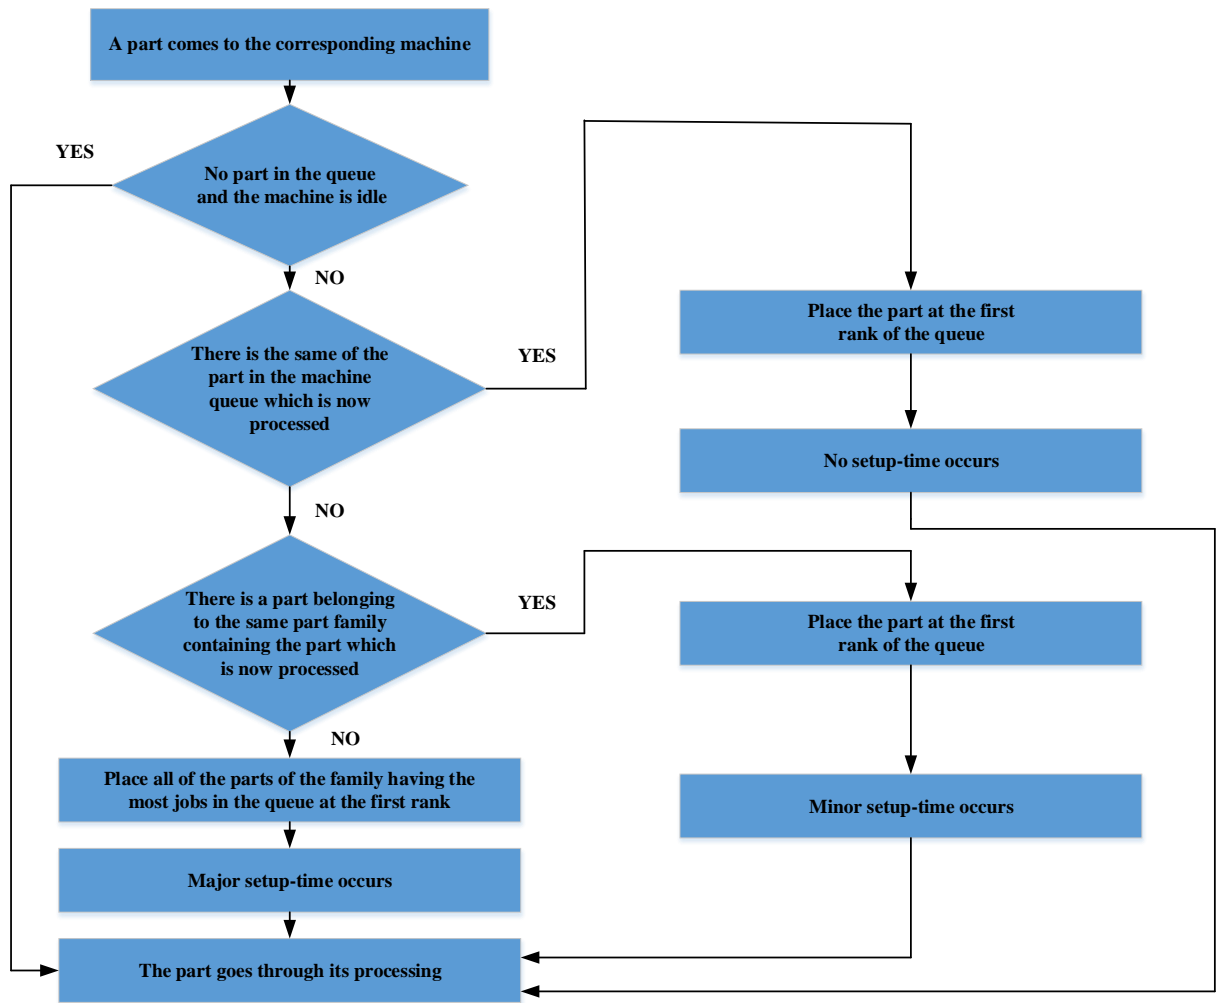 A part comes to the corresponding machine
YES
No part in the queue
and the machine is idle
NO
There is the same of the
part in the machine
queue which is now
processed
YES
Place the part at the first
rank of the queue
No setup-time occurs
NO
There is a part belonging
to the same part family
containing the part which
is now processed
YES
Place the part at the first
rank of the queue
Minor setup-time occurs
NO
Place all of the parts of the family having the
most jobs in the queue at the first rank
Major setup-time occurs
The part goes through its processing